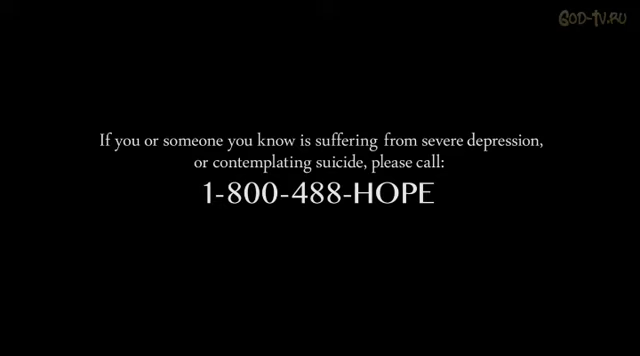 GOD-TV.RU
If you or someone you know is suffering from severe depression,
or contemplating suicide, please call:
1-800-488-HOPE